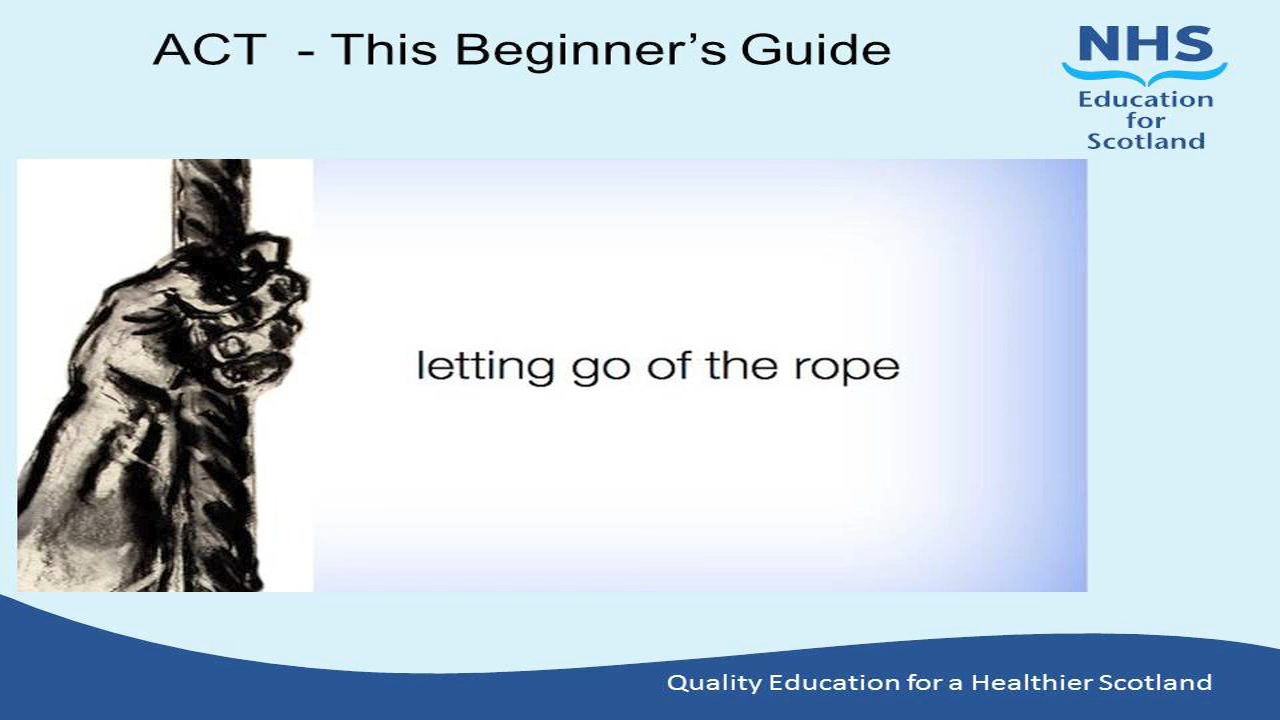 ACT  - This Beginner’s Guide
NHS
Education
for
Scotland
letting go of the rope
Quality Education for a Healthier Scotland